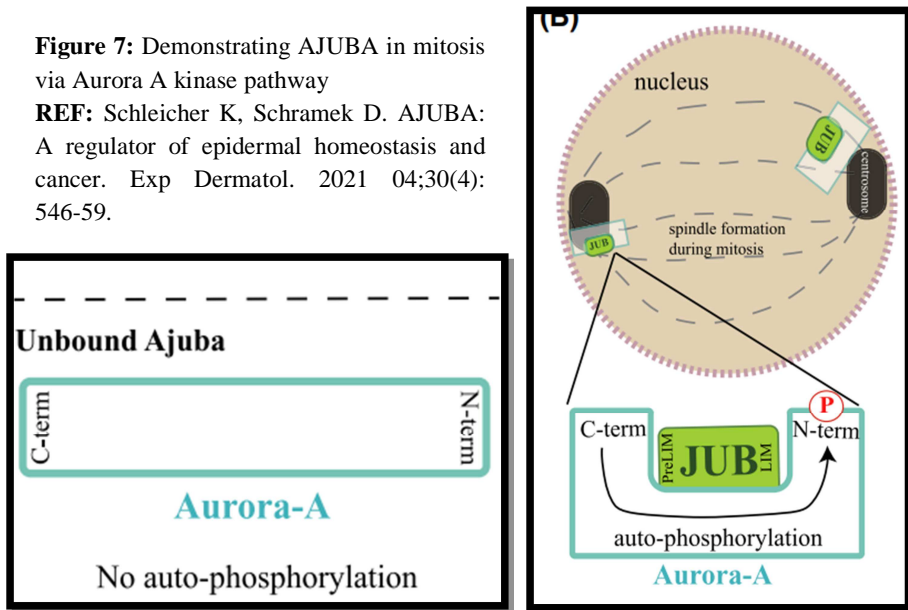 Figure 7: Demonstrating AJUBA in mitosis
via Aurora A kinase pathway
REF: Schleicher K, Schramek D. AJUBA:
A regulator of epidermal homeostasis and
cancer. Exp Dermatol. 2021 04;30(4):
546-59.
Unbound Ajuba
C-term
N-term
Aurora-A
No auto-phosphorylation
(B)
nucleus
JUB
centrosome
spindle formation
during mitosis
JUB
P
C-term
PreLIM
JUB
LIM
N-term
auto-phosphorylation
Aurora-A